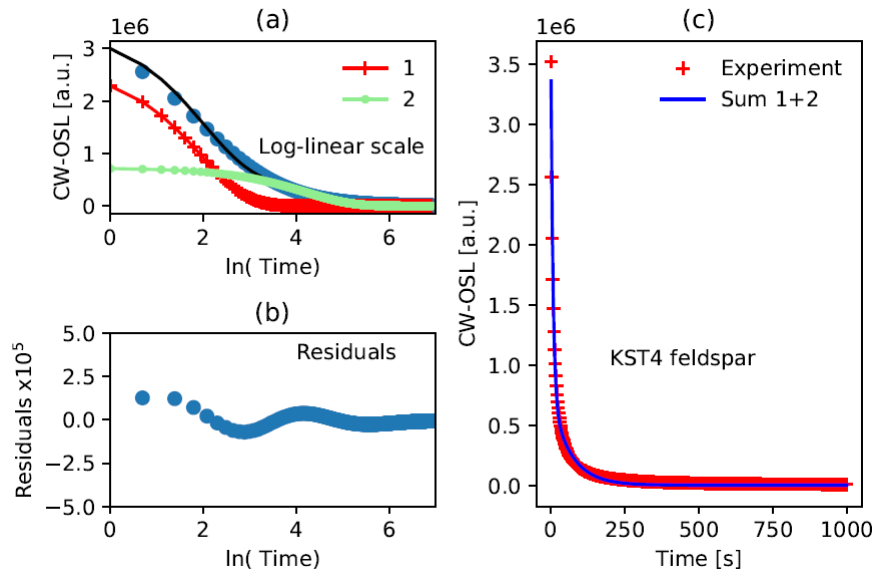 (a)
1e6
CW-OSL [a.u.]
3
2
1
0
1
2
Log-linear scale
0 2 4 6
ln( Time)
(b)
Residuals x10^5
5.0
2.5
0.0
−2.5
−5.0
Residuals
0 2 4 6
ln( Time)
(c)
1e6
CW-OSL [a.u.]
3.5
3.0
2.5
2.0
1.5
1.0
0.5
0.0
Experiment
Sum 1+2
KST4 feldspar
0 250 500 750 1000
Time [s]